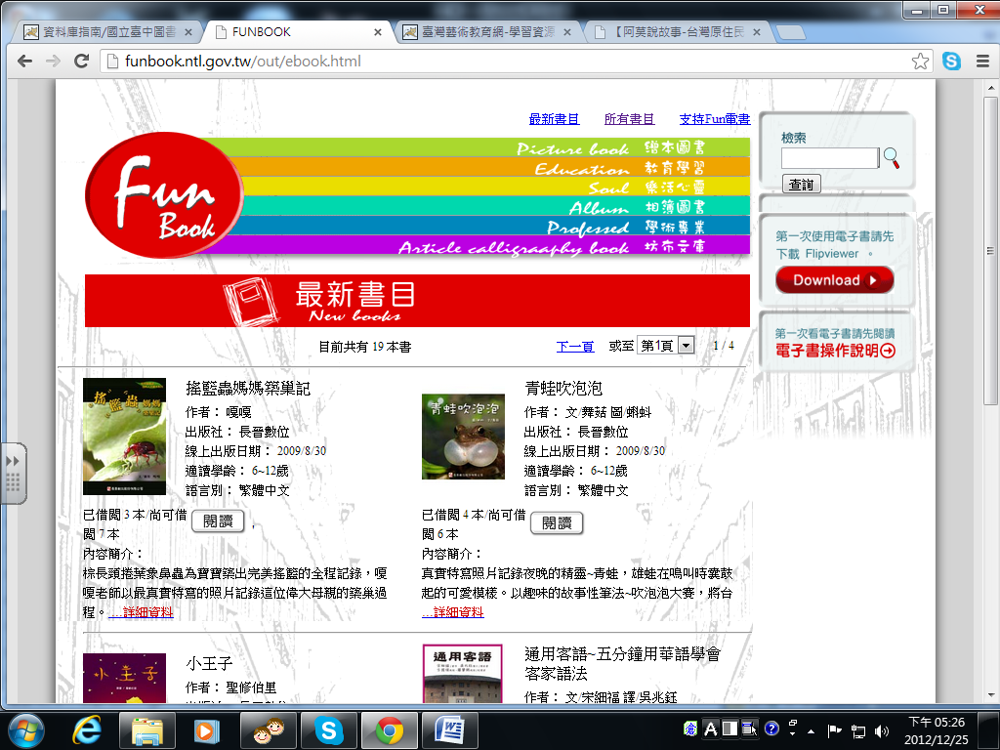 資料庫指南/國立臺中圖書
FUNBOOK
臺灣藝術教育網-學習資源
【阿莫說故事-台灣原住民
funbook.ntl.gov.tw/out/ebook.html
最新書目 所有書目 支持Fun電書
Fun Book
Picture book 繪本圖書
Education 教育學習
Soul 樂活心靈
Album 相簿圖書
Professed 學術專業
Article calligraaphy book 坊布文庫
檢索
查詢
第一次使用電子書請先
下載 Flipviewer 。
Download
第一次看電子書請先閱讀
電子書操作說明
最新書目
New books
目前共有 19 本書 下一頁 或至 第1頁 1 / 4
搖籃蟲媽媽築巢記
作者： 嘎嘎
出版社： 長晉數位
線上出版日期： 2009/8/30
適讀學齡： 6~12歲
語言別： 繁體中文
已借閱 3 本/尚可借
閱 7 本
閱讀
內容簡介：
棕長頸捲葉象鼻蟲為寶寶築出完美搖籃的全程記錄，嘎
嘎老師以最真實特寫的照片記錄這位偉大母親的築巢過
程。....詳細資料
青蛙吹泡泡
青蛙吹泡泡
作者： 文/舞菇 圖/蝌蚪
出版社： 長晉數位
線上出版日期： 2009/8/30
適讀學齡： 6~12歲
語言別： 繁體中文
已借閱 4 本/尚可借
閱 6 本
閱讀
內容簡介：
真實特寫照片記錄夜晚的精靈~青蛙，雄蛙在鳴叫時囊鼓
起的可愛模樣。以趣味的故事性筆法~吹泡泡大賽，將台
....詳細資料
小王子
小王子
作者： 聖修伯里
通用客語
通用客語~五分鐘用華語學會
客家語法
作者： 文/宋細福 譯/吳兆鈺
下午 05:26
2012/12/25